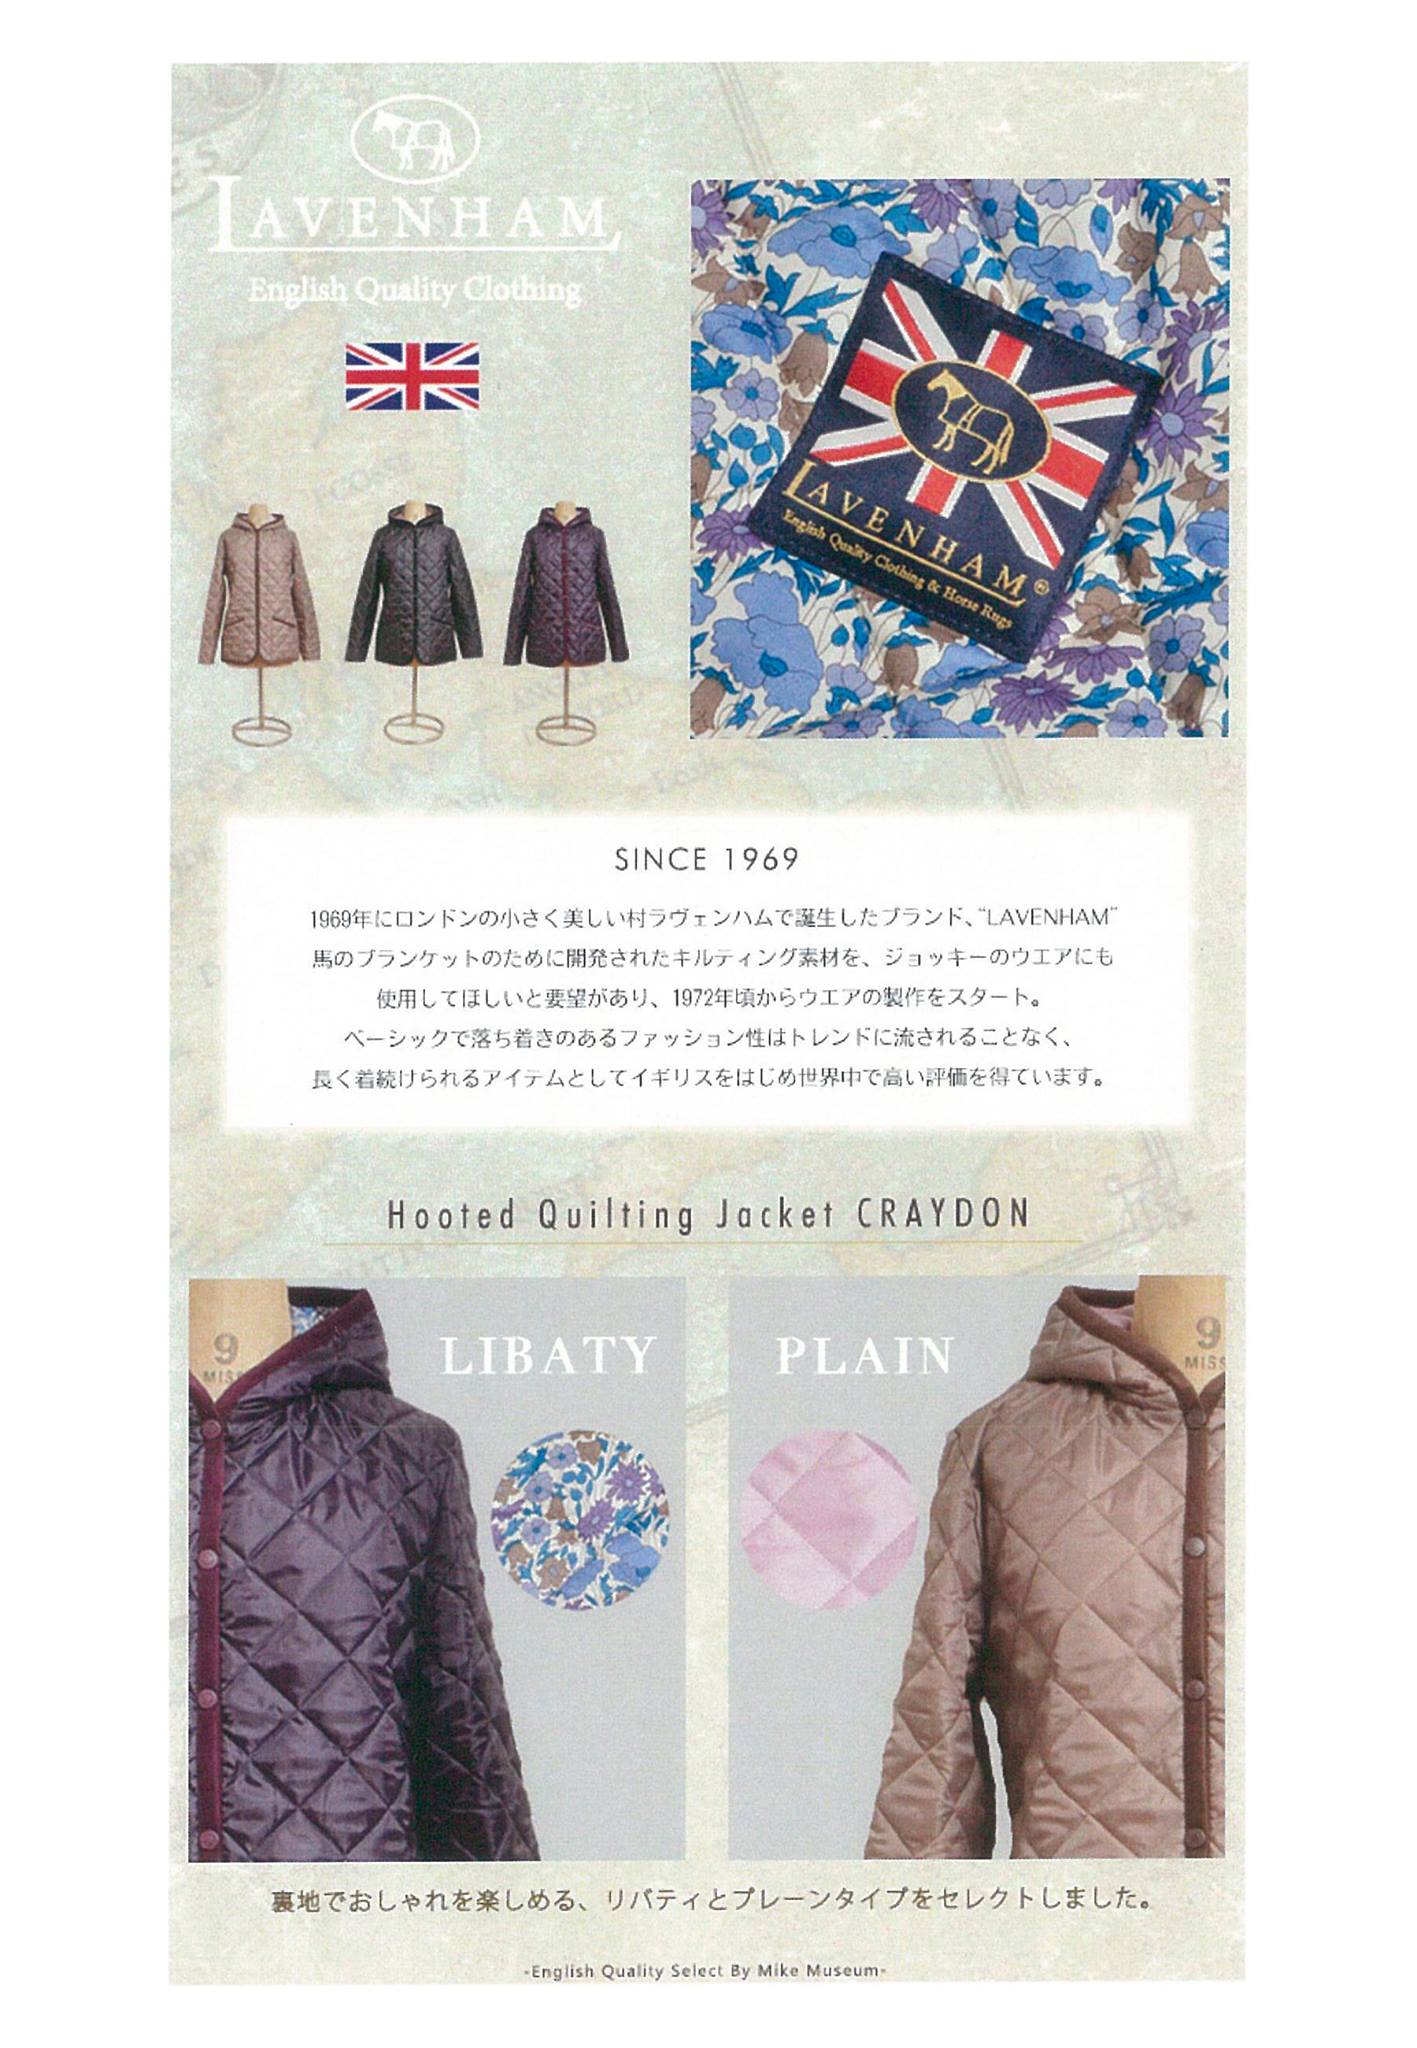 LAVENHAM
English Quality Clothing
LAVENHAM®
English Quality Clothing & Horse Rugs
SINCE 1969
1969年にロンドンの小さく美しい村ラヴェンハムで誕生したブランド、“LAVENHAM”
馬のブランケットのために開発されたキルティング素材を、ジョッキーのウエアにも
使用してほしいと要望があり、1972年頃からウエアの製作をスタート。
ベーシックで落ち着きのあるファッション性はトレンドに流されることなく、
長く着続けられるアイテムとしてイギリスをはじめ世界中で高い評価を得ています。
Hooted Quilting Jacket CRAYDON
LIBATY
PLAIN
9
MISS
9
MISS
裏地でおしゃれを楽しめる、リバティとプレーンタイプをセレクトしました。
-English Quality Select By Mike Museum-